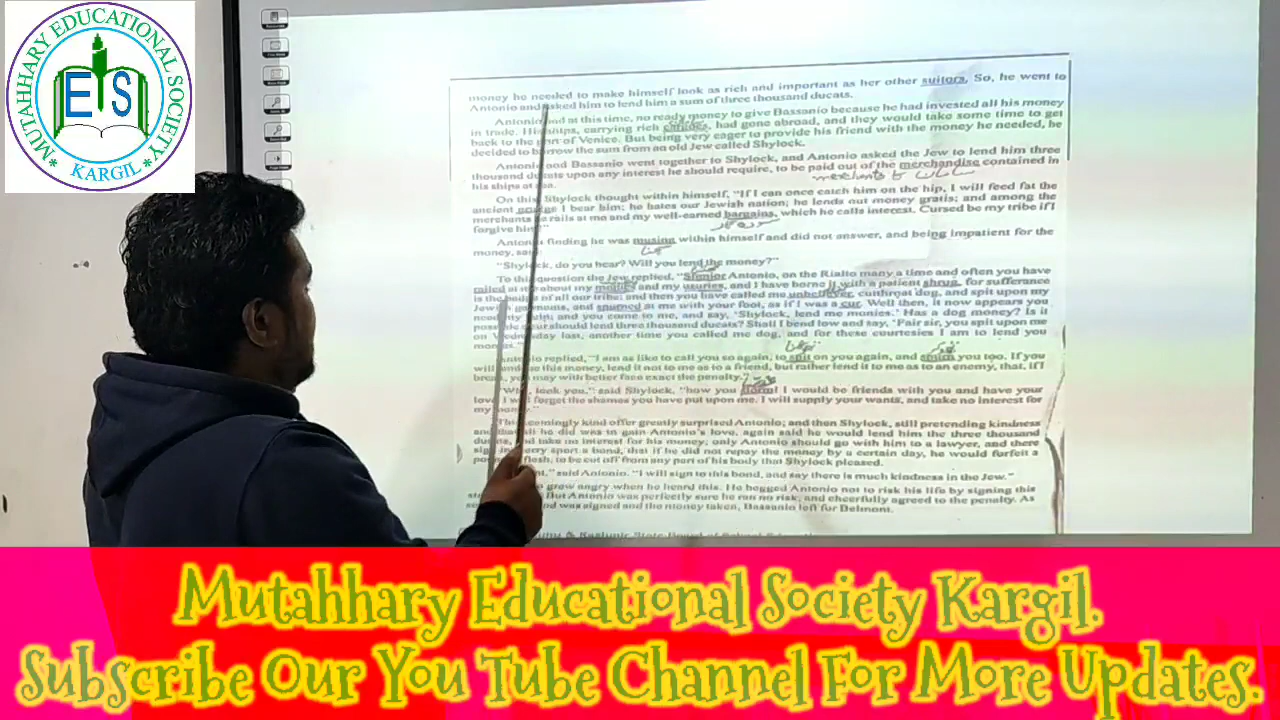 MUTAHHARY EDUCATIONAL SOCIETY
E S
KARGIL
money he needed to make himself look as rich and important as her other suitors. So, he went to
Antonio and asked him to lend him a sum of three thousand ducats.
Antonio had at this time, no ready money to give Bassanio because he had invested all his money
in trade. His ships, carrying rich had gone abroad, and they would take some time to get
back to the port of Venice. But being very eager to provide his friend with the money he needed, he
decided to borrow the sum from an old Jew called Shylock.
Antonio and Bassanio went together to Shylock, and Antonio asked the Jew to lend him three
thousand ducats upon any interest he should require, to be paid out of the merchandise contained in
his ships at sea.
On this Shylock thought within himself, "If I can once catch him on the hip, I will feed fat the
ancient grudge I bear him; he hates our Jewish nation; he lends out money gratis; and among the
merchants he rails at me and my well-earned bargains, which he calls interest. Cursed be my tribe if I
forgive him!"
Antonio finding he was musing within himself and did not answer, and being impatient for the
money, said
"Shylock, do you hear? Will you lend the money?"
To this question the Jew replied, "Signior Antonio, on the Rialto many a time and often you have
railed at me about my monies and my usuries, and I have borne it with a patient shrug, for sufferance
is the badge of all our tribe; and then you have called me unbeliever, cutthroat dog, and spit upon my
Jewish garments, and spurned at me with your foot, as if I was a cur. Well then, it now appears you
need my help; and you come to me, and say, 'Shylock, lend me monies.' Has a dog money? Is it
possible a cur should lend three thousand ducats? Shall I bend low and say, 'Fair sir, you spit upon me
on Wednesday last, another time you called me dog, and for these courtesies I am to lend you
monies.'"
Antonio replied, "I am as like to call you so again, to spit on you again, and you too. If you
will lend me this money, lend it not to me as to a friend, but rather lend it to me as to an enemy, that, if I
break, you may with better face exact the penalty."
"Why, look you," said Shylock, "how you storm! I would be friends with you and have your
love. I will forget the shames you have put upon me. I will supply your wants, and take no interest for
my money."
This seemingly kind offer greatly surprised Antonio; and then Shylock, still pretending kindness
and that all he did was to gain Antonio's love, again said he would lend him the three thousand
ducats, and take no interest for his money; only Antonio should go with him to a lawyer, and there
sign in merry sport a bond, that if he did not repay the money by a certain day, he would forfeit a
pound of flesh, to be cut off from any part of his body that Shylock pleased.
said Antonio. "I will sign to this bond, and say there is much kindness in the Jew."
grew angry when he heard this. He begged Antonio not to risk his life by signing this
But Antonio was perfectly sure he ran no risk, and cheerfully agreed to the penalty. As
was signed and the money taken, Bassanio left for Belmont.
& Kashmir State Board of School
Mutahhary Educational Society Kargil.
Subscribe Our You Tube Channel For More Updates.